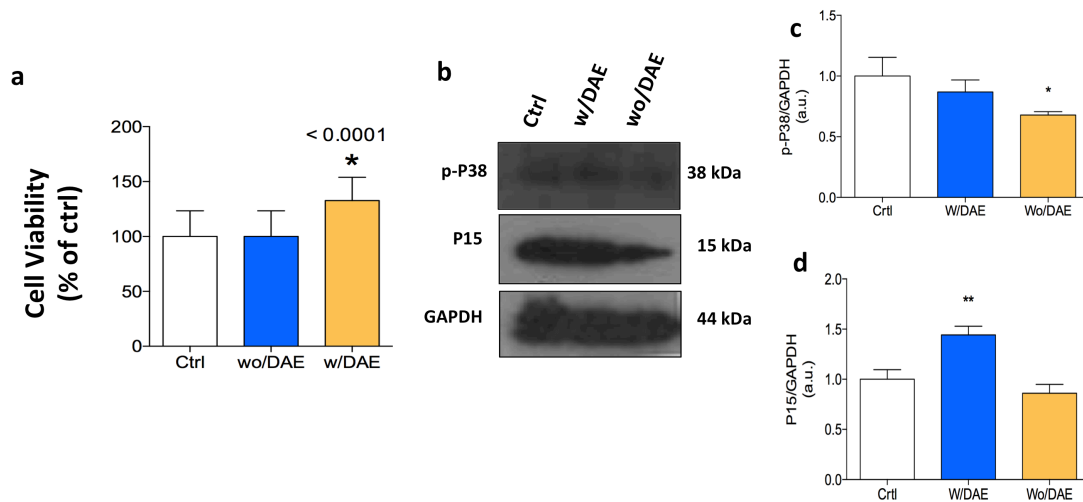 a
Cell Viability
(% of ctrl)
200
150
100
50
0
< 0.0001
*
Ctrl
wo/DAE
w/DAE
b
Ctrl
w/DAE
wo/DAE
p-P38
38 kDa
P15
15 kDa
GAPDH
44 kDa
c
p-P38/GAPDH
(a.u.)
1.5
1.0
0.5
0.0
*
Crtl
W/DAE
Wo/DAE
d
P15/GAPDH
(a.u.)
2.0
1.5
1.0
0.5
0.0
**
Crtl
W/DAE
Wo/DAE